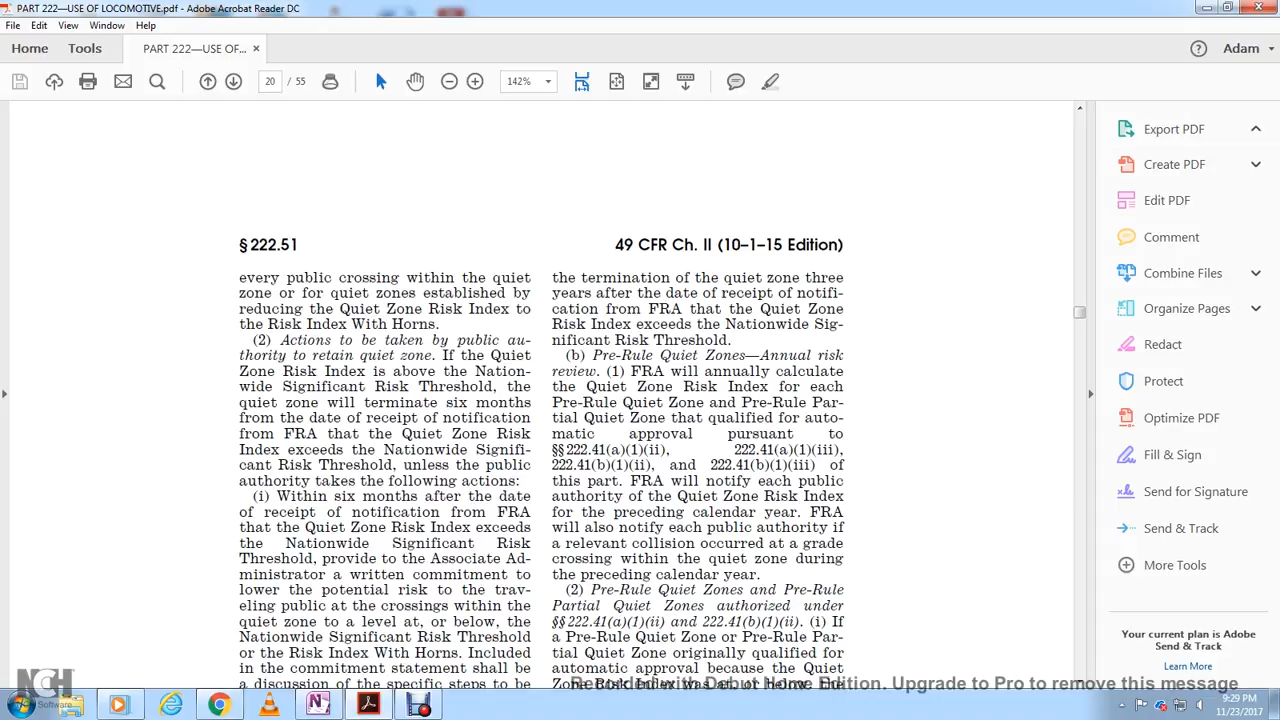 PART 222—USE OF LOCOMOTIVE.pdf - Adobe Acrobat Reader DC
File Edit View Window Help
Home Tools PART 222—USE OF... × Adam
20 / 55 142%
§ 222.51
49 CFR Ch. II (10–1–15 Edition)
every public crossing within the quiet
zone or for quiet zones established by
reducing the Quiet Zone Risk Index to
the Risk Index With Horns.
(2) Actions to be taken by public au-
thority to retain quiet zone. If the Quiet
Zone Risk Index is above the Nation-
wide Significant Risk Threshold, the
quiet zone will terminate six months
from the date of receipt of notification
from FRA that the Quiet Zone Risk
Index exceeds the Nationwide Signifi-
cant Risk Threshold, unless the public
authority takes the following actions:
(i) Within six months after the date
of receipt of notification from FRA
that the Quiet Zone Risk Index exceeds
the Nationwide Significant Risk
Threshold, provide to the Associate Ad-
ministrator a written commitment to
lower the potential risk to the trav-
eling public at the crossings within the
quiet zone to a level at, or below, the
Nationwide Significant Risk Threshold
or the Risk Index With Horns. Included
in the commitment statement shall be
a discussion of the specific steps to be
the termination of the quiet zone three
years after the date of receipt of notifi-
cation from FRA that the Quiet Zone
Risk Index exceeds the Nationwide Sig-
nificant Risk Threshold.
(b) Pre-Rule Quiet Zones—Annual risk
review. (1) FRA will annually calculate
the Quiet Zone Risk Index for each
Pre-Rule Quiet Zone and Pre-Rule Par-
tial Quiet Zone that qualified for auto-
matic approval pursuant to
§§ 222.41(a)(1)(ii), 222.41(a)(1)(iii),
222.41(b)(1)(ii), and 222.41(b)(1)(iii) of
this part. FRA will notify each public
authority of the Quiet Zone Risk Index
for the preceding calendar year. FRA
will also notify each public authority if
a relevant collision occurred at a grade
crossing within the quiet zone during
the preceding calendar year.
(2) Pre-Rule Quiet Zones and Pre-Rule
Partial Quiet Zones authorized under
§§ 222.41(a)(1)(ii) and 222.41(b)(1)(ii). (i) If
a Pre-Rule Quiet Zone or Pre-Rule Par-
tial Quiet Zone originally qualified for
automatic approval because the Quiet
Zone Risk Index was at, or below, the
Export PDF
Create PDF
Edit PDF
Comment
Combine Files
Organize Pages
Redact
Protect
Optimize PDF
Fill & Sign
Send for Signature
Send & Track
More Tools
Your current plan is Adobe
Send & Track
Learn More
Recorded with Debut Home Edition. Upgrade to Pro to remove this message
NCH
Software
9:29 PM
11/23/2017